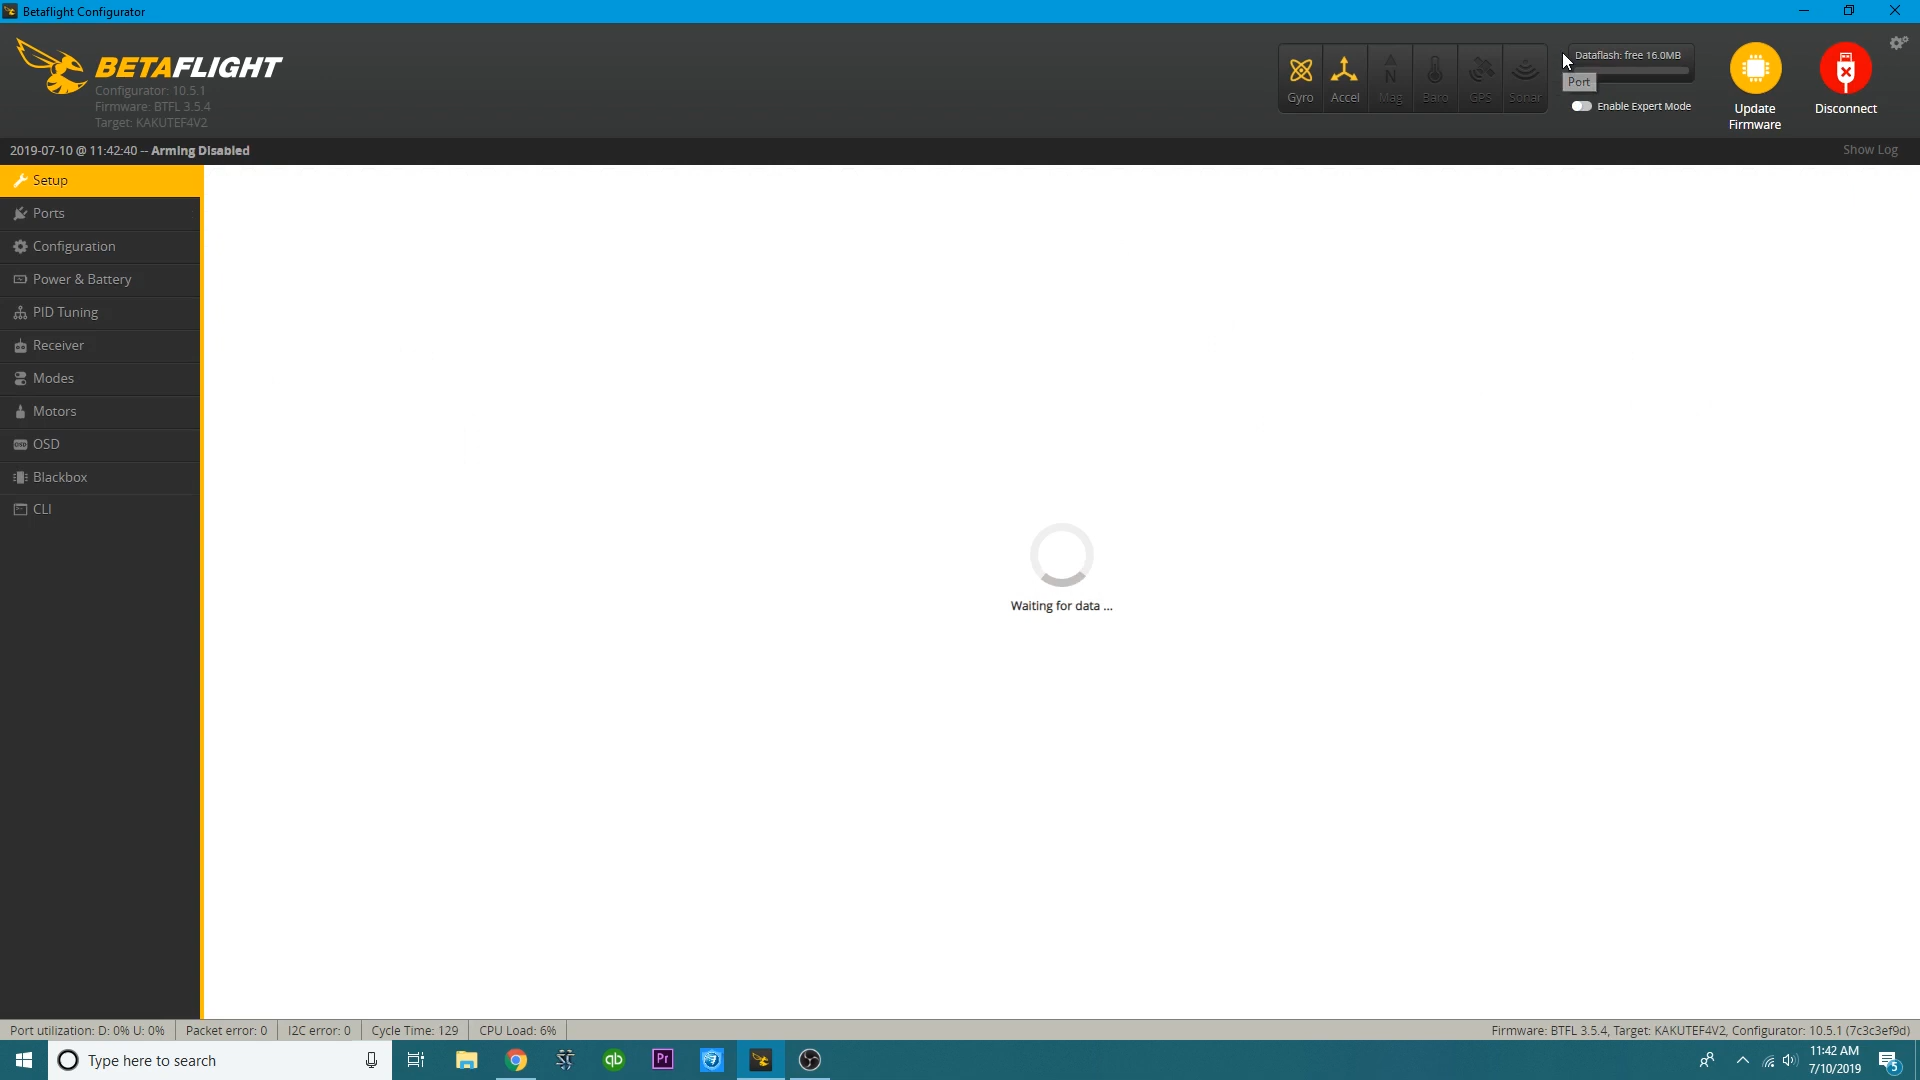 Betaflight Configurator
BETAFLIGHT
Configurator: 10.5.1
Firmware: BTFL 3.5.4
Target: KAKUTEF4V2
Gyro
Accel
Mag
Baro
GPS
Sonar
Dataflash: free 16.0MB
Port
Enable Expert Mode
Update
Firmware
Disconnect
2019-07-10 @ 11:42:40 -- Arming Disabled
Show Log
Setup
Ports
Configuration
Power & Battery
PID Tuning
Receiver
Modes
Motors
OSD
Blackbox
CLI
Waiting for data ...
Port utilization: D: 0% U: 0%
Packet error: 0
I2C error: 0
Cycle Time: 129
CPU Load: 6%
Firmware: BTFL 3.5.4, Target: KAKUTEF4V2, Configurator: 10.5.1 (7c3c3ef9d)
Type here to search
qb
Pr
11:42 AM
7/10/2019
5